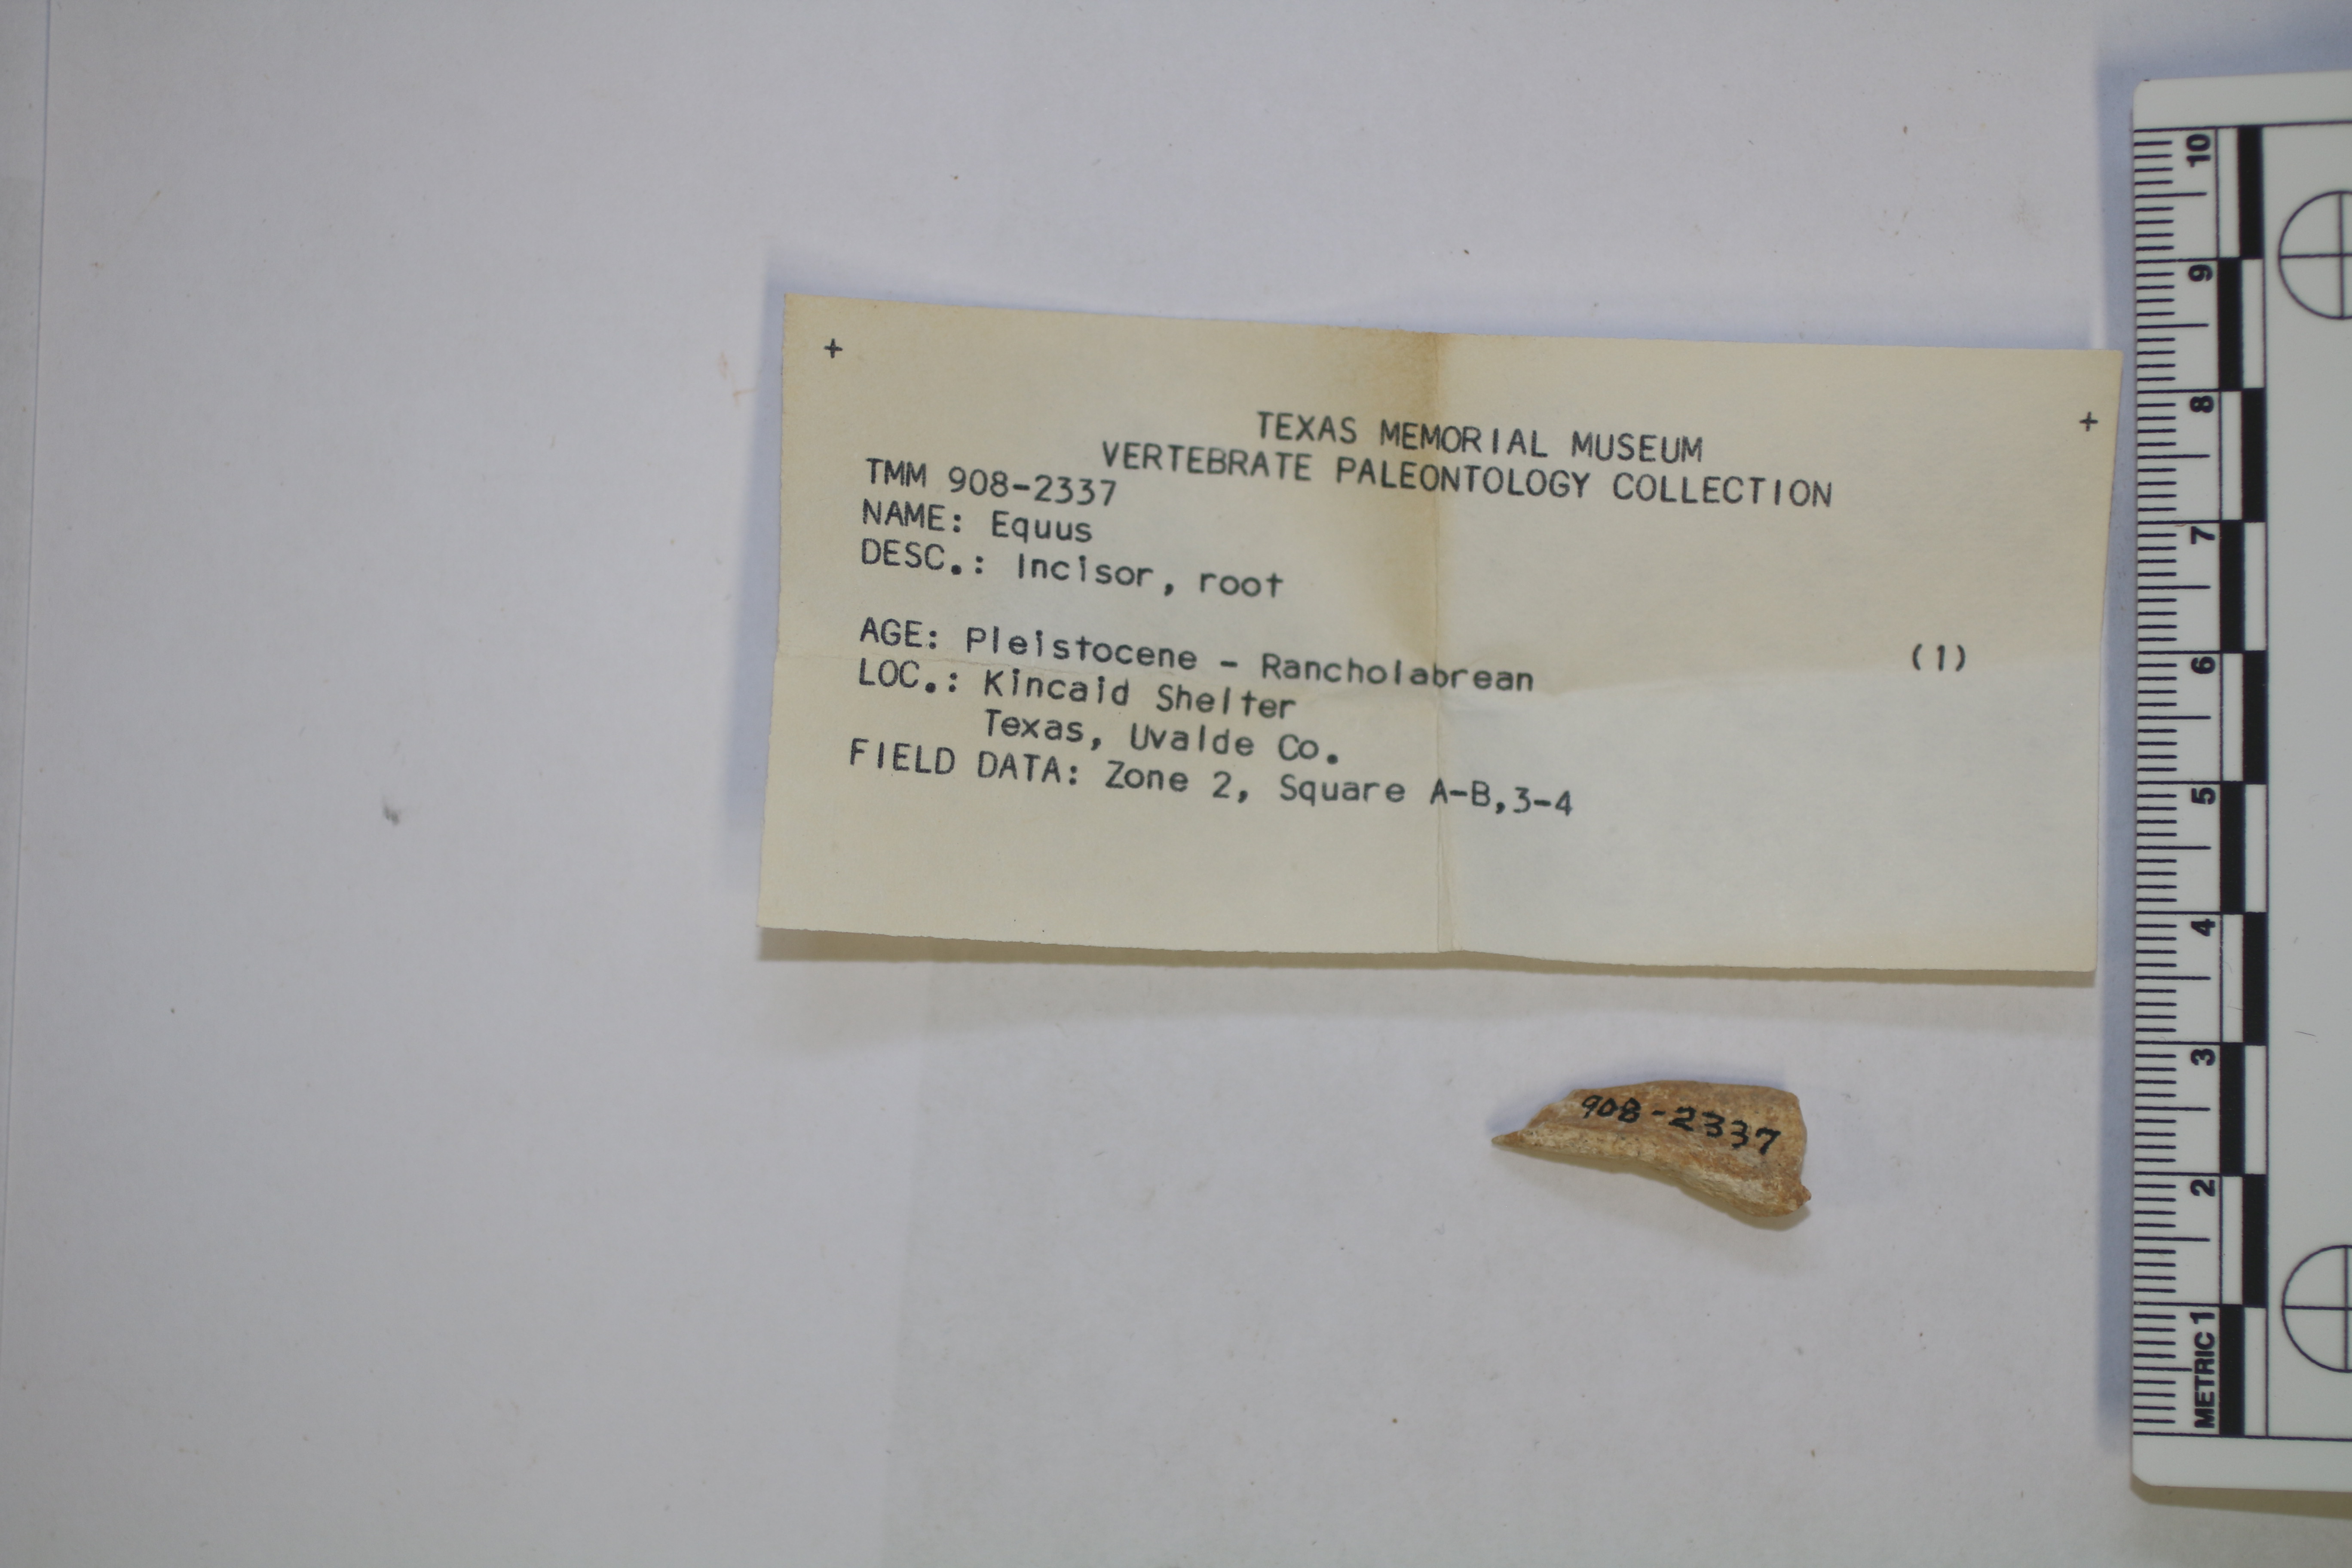 TEXAS MEMORIAL MUSEUM
VERTEBRATE PALEONTOLOGY COLLECTION
TMM 908-2337
NAME: Equus
DESC.: Incisor, root
AGE: Pleistocene - Rancholabrean
(1)
LOC.: Kincaid Shelter
Texas, Uvalde Co.
FIELD DATA: Zone 2, Square A-B,3-4
908-2337
METRIC 1 2 3 4 5 6 7 8 9 10